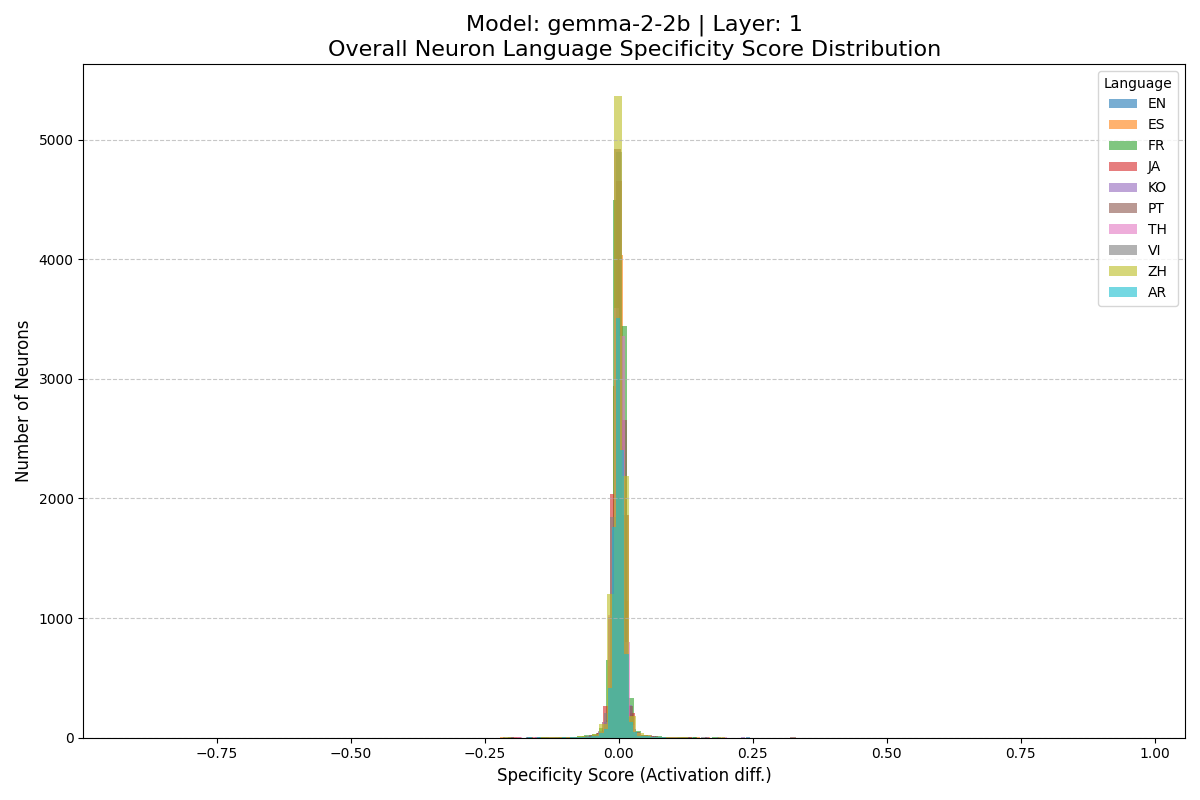 Model: gemma-2-2b | Layer: 1
Overall Neuron Language Specificity Score Distribution
Language
EN
ES
FR
JA
KO
PT
TH
VI
ZH
AR
Number of Neurons
5000
4000
3000
2000
1000
0
−0.75
−0.50
−0.25
0.00
0.25
0.50
0.75
1.00
Specificity Score (Activation diff.)